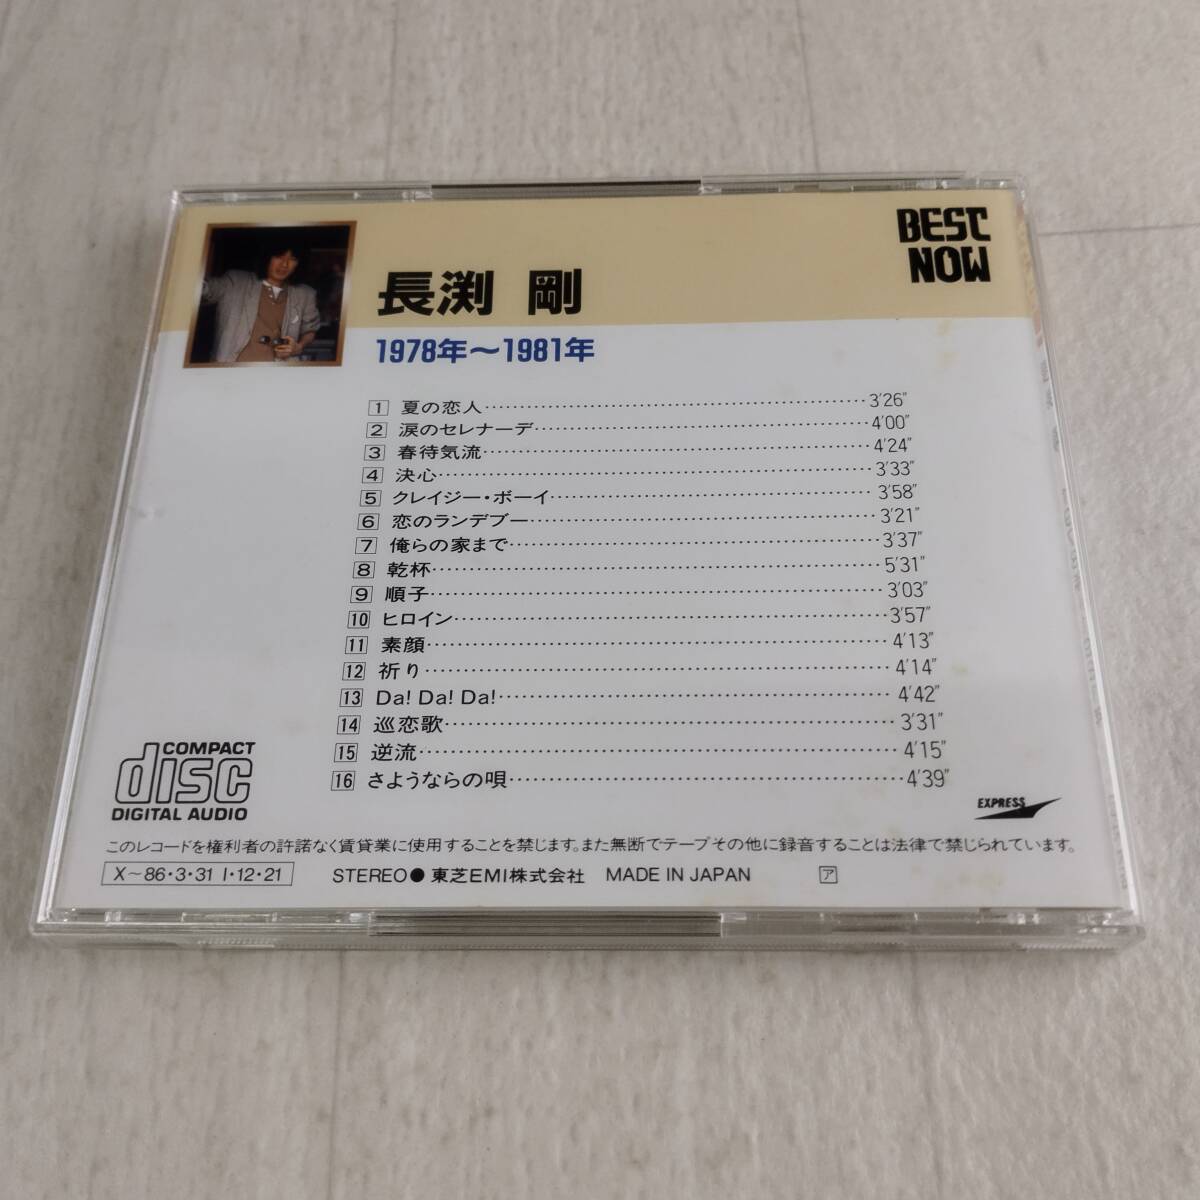 BEST
NOW
長渕 剛
1978年～1981年
1 夏の恋人 3'26"
2 涙のセレナーデ 4'00"
3 春待気流 4'24"
4 決心 3'33"
5 クレイジー・ボーイ 3'58"
6 恋のランデブー 3'21"
7 俺らの家まで 3'37"
8 乾杯 5'31"
9 順子 3'03"
10 ヒロイン 3'57"
11 素顔 4'13"
12 祈り 4'14"
13 Da! Da! Da! 4'42"
14 巡恋歌 3'31"
15 逆流 4'15"
16 さようならの唄 4'39"
COMPACT
disc
DIGITAL AUDIO
EXPRESS
このレコードを権利者の許諾なく賃貸業に使用することを禁じます。また無断でテープその他に録音することは法律で禁じられています。
X～86・3・31 I・12・21 STEREO● 東芝EMI株式会社 MADE IN JAPAN ア